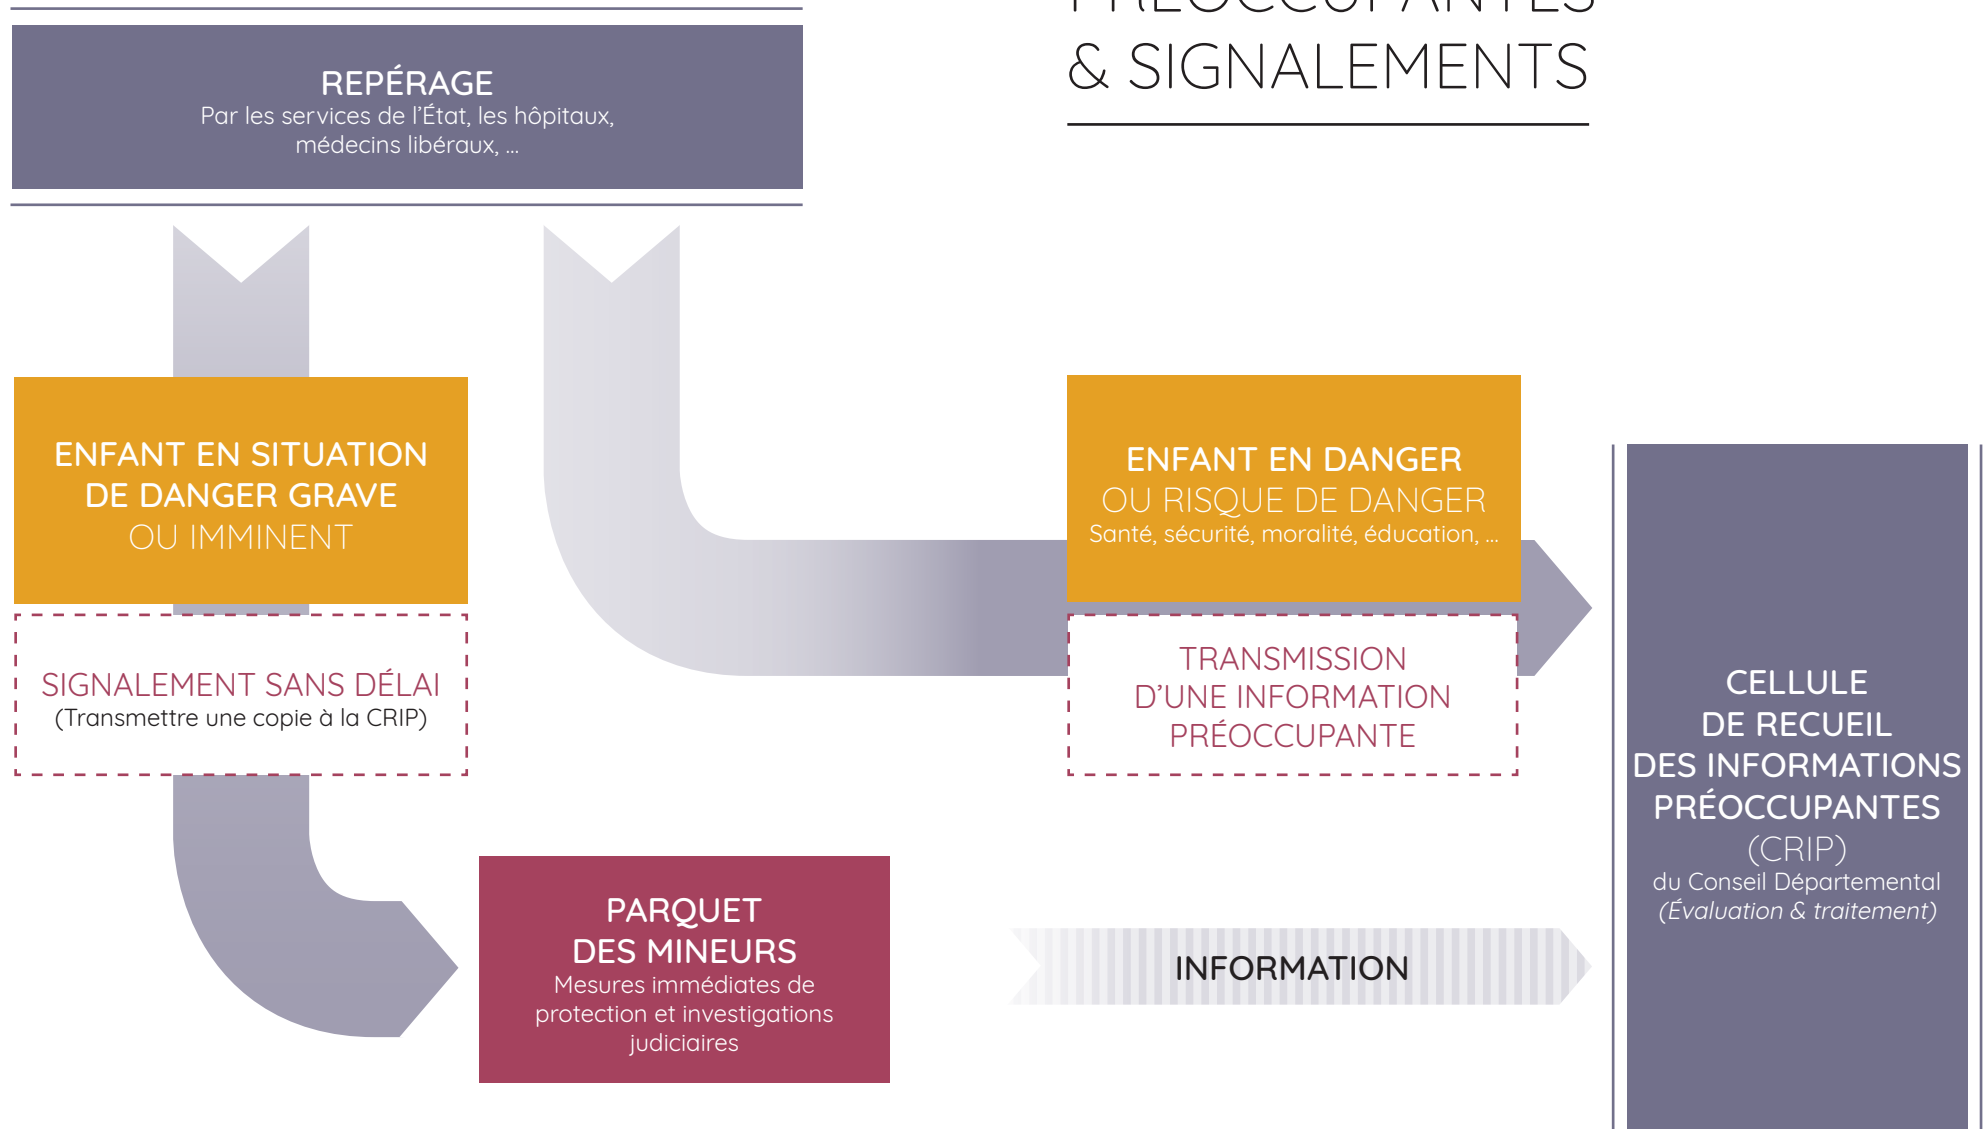 PRÉOCCUPANTES
& SIGNALEMENTS
REPÉRAGE
Par les services de l’État, les hôpitaux,
médecins libéraux, ...
ENFANT EN SITUATION
DE DANGER GRAVE
OU IMMINENT
SIGNALEMENT SANS DÉLAI
(Transmettre une copie à la CRIP)
ENFANT EN DANGER
OU RISQUE DE DANGER
Santé, sécurité, moralité, éducation, ...
TRANSMISSION
D’UNE INFORMATION
PRÉOCCUPANTE
PARQUET
DES MINEURS
Mesures immédiates de
protection et investigations
judiciaires
INFORMATION
CELLULE
DE RECUEIL
DES INFORMATIONS
PRÉOCCUPANTES
(CRIP)
du Conseil Départemental
(Évaluation & traitement)